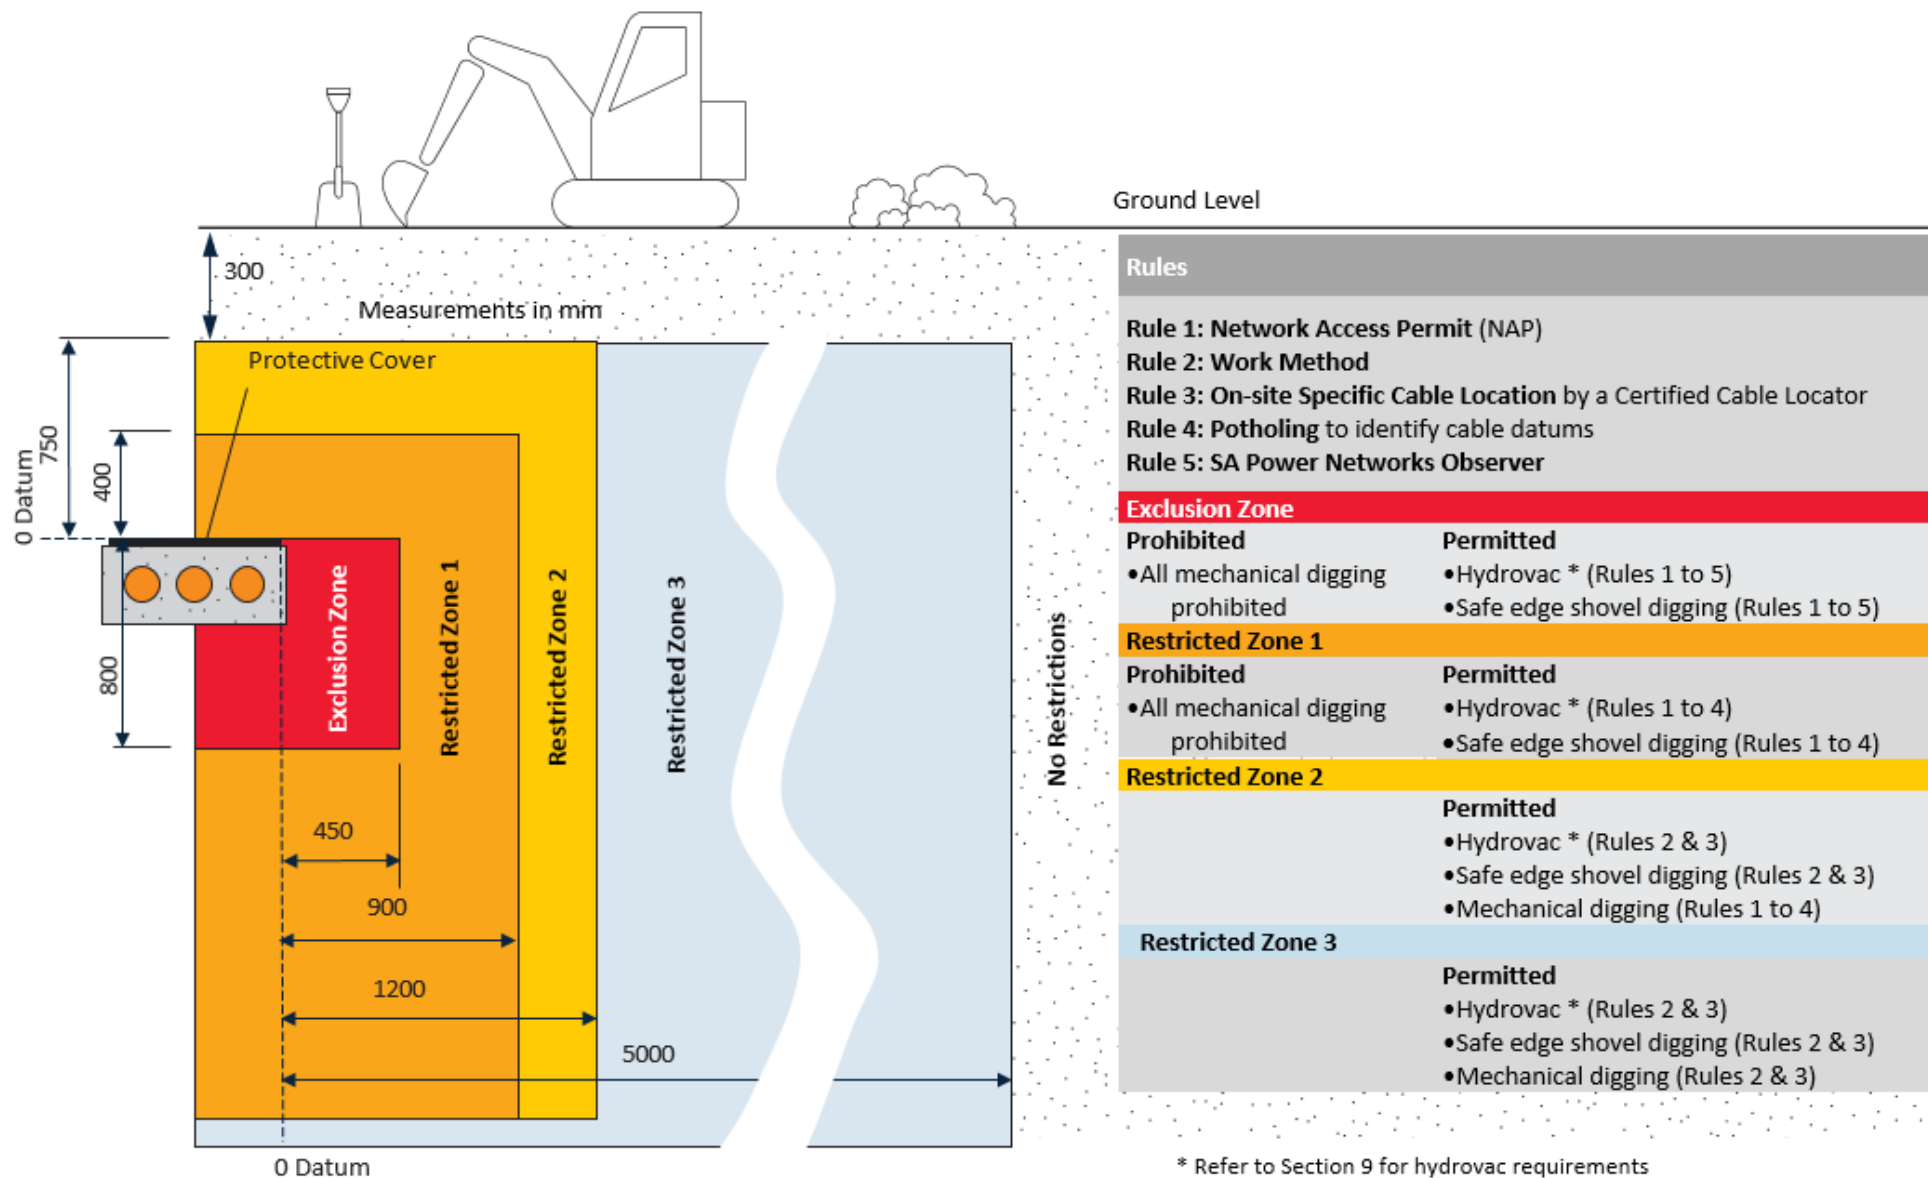 Ground Level
300
Measurements in mm
Protective Cover
0 Datum
750
400
800
Exclusion Zone
Restricted Zone 1
Restricted Zone 2
Restricted Zone 3
No Restrictions
450
900
1200
5000
0 Datum
Rules
Rule 1: Network Access Permit (NAP)
Rule 2: Work Method
Rule 3: On-site Specific Cable Location by a Certified Cable Locator
Rule 4: Potholing to identify cable datums
Rule 5: SA Power Networks Observer
Exclusion Zone
Prohibited Permitted
•All mechanical digging •Hydrovac * (Rules 1 to 5)
prohibited •Safe edge shovel digging (Rules 1 to 5)
Restricted Zone 1
Prohibited Permitted
•All mechanical digging •Hydrovac * (Rules 1 to 4)
prohibited •Safe edge shovel digging (Rules 1 to 4)
Restricted Zone 2
Permitted
•Hydrovac * (Rules 2 & 3)
•Safe edge shovel digging (Rules 2 & 3)
•Mechanical digging (Rules 1 to 4)
Restricted Zone 3
Permitted
•Hydrovac * (Rules 2 & 3)
•Safe edge shovel digging (Rules 2 & 3)
•Mechanical digging (Rules 2 & 3)
* Refer to Section 9 for hydrovac requirements